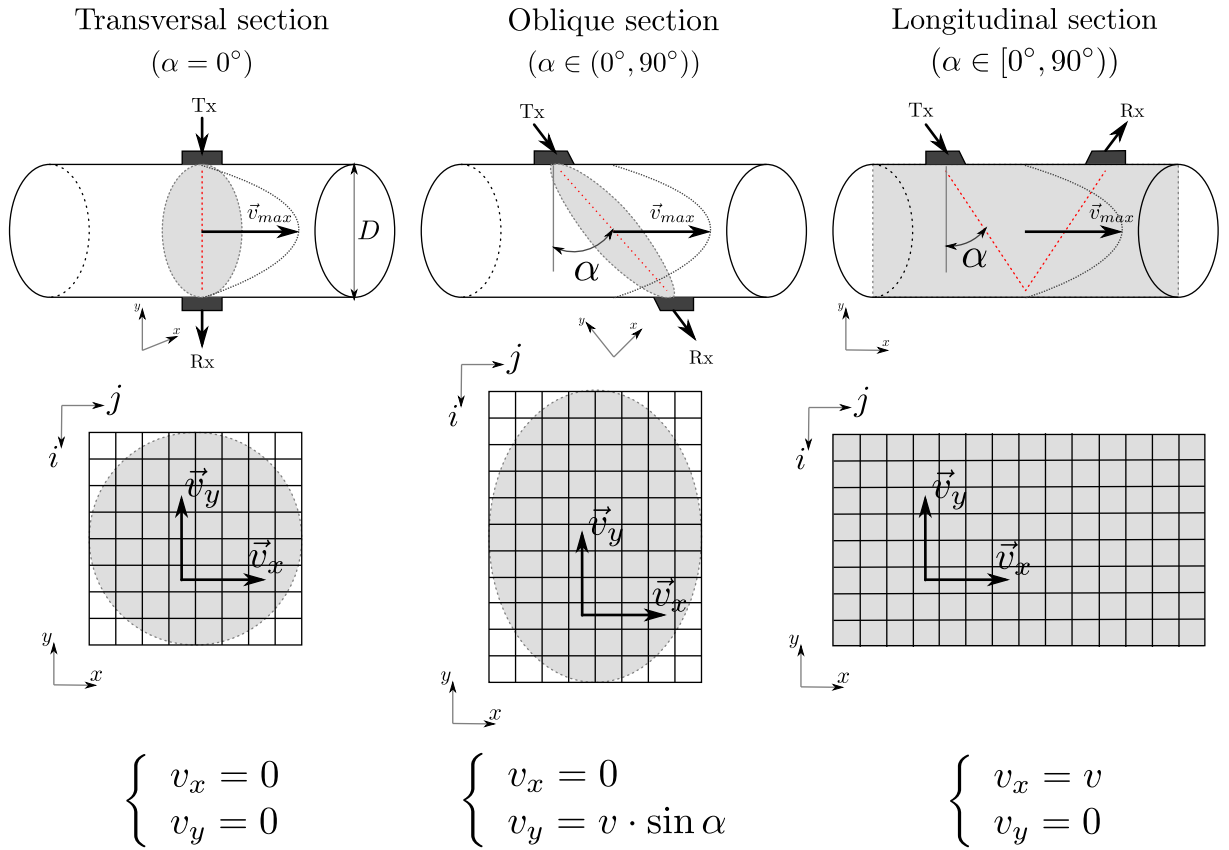 Transversal section
(α = 0°)
Tx
v⃗max
D
Rx
y
x
j
i
v⃗y
v⃗x
y
x
{ vx = 0
vy = 0
Oblique section
(α ∈ (0°, 90°))
Tx
v⃗max
α
y
x
Rx
j
i
v⃗y
v⃗x
y
x
{ vx = 0
vy = v · sin α
Longitudinal section
(α ∈ [0°, 90°))
Tx
Rx
v⃗max
α
y
x
j
i
v⃗y
v⃗x
y
x
{ vx = v
vy = 0